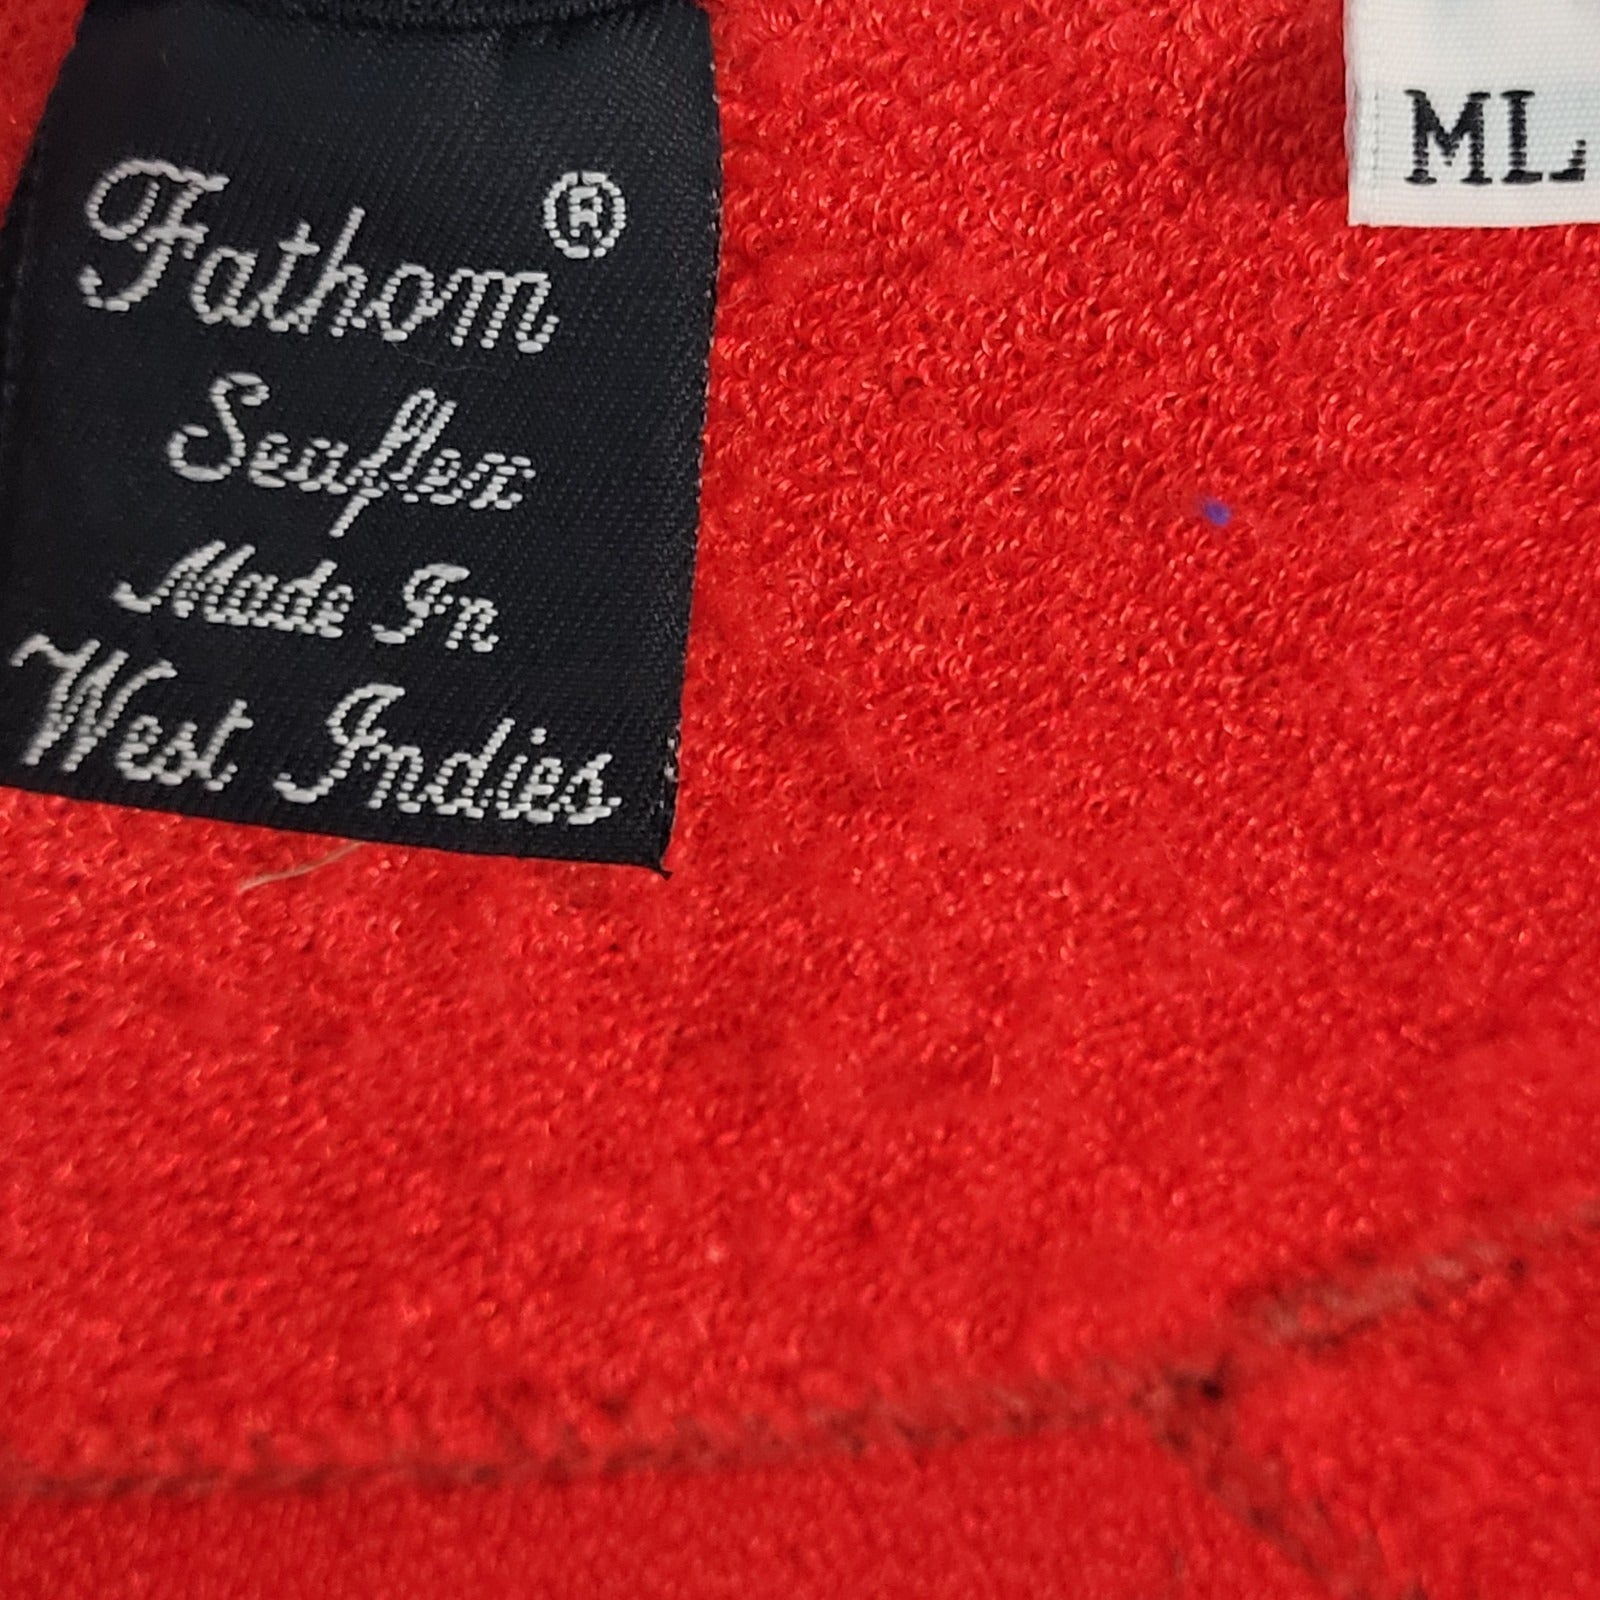 Fathom ®
Seaflex
Made In
West Indies
ML